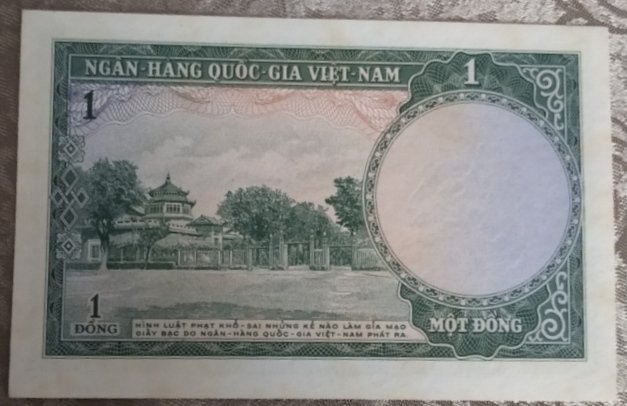 NGÂN-HANG QUỐC-GIA VIỆT-NAM
1
1
1
ĐỒNG
HÌNH LUẬT PHẠT KHỔ-SAI NHỮNG KẺ NÀO LÀM GIẢ MẠO
GIẤY BẠC DO NGÂN-HÀNG QUỐC-GIA VIỆT-NAM PHÁT RA
MỘT ĐỒNG